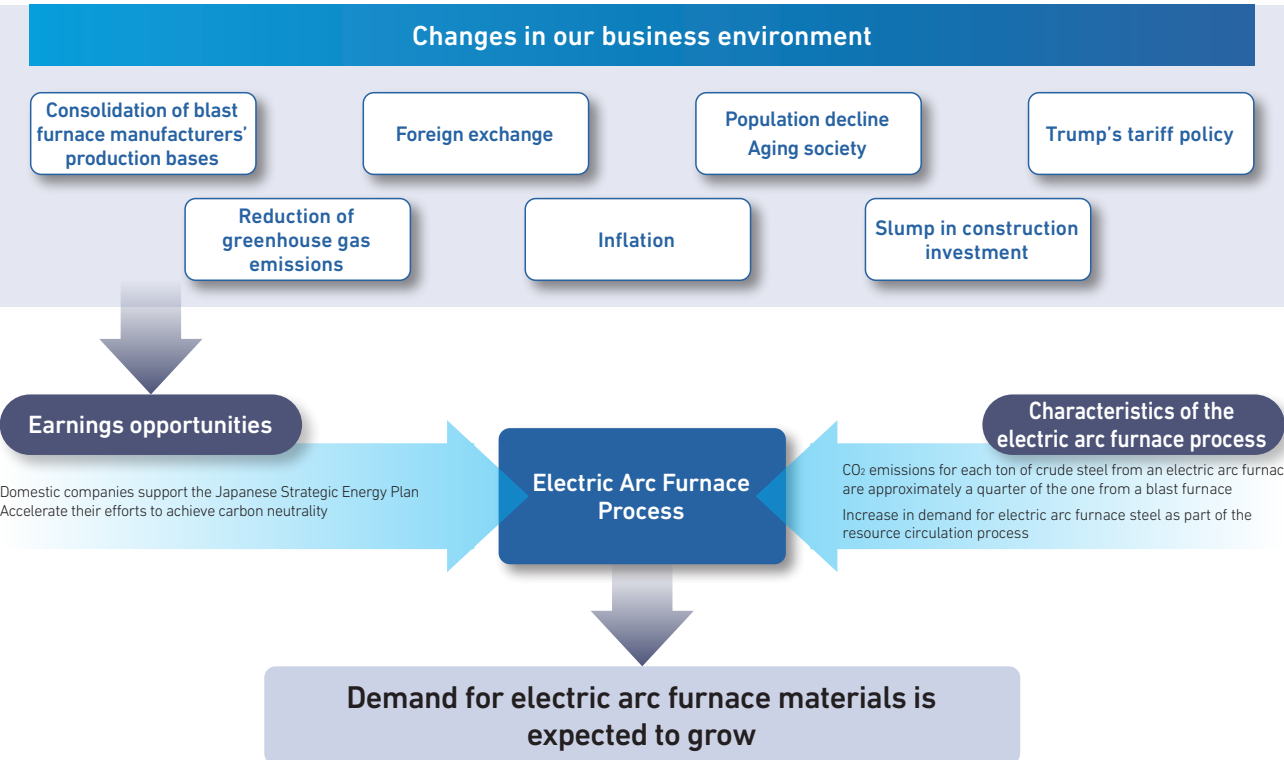 Changes in our business environment
Consolidation of blast
furnace manufacturers’
production bases
Foreign exchange
Population decline
Aging society
Trump’s tariff policy
Reduction of
greenhouse gas
emissions
Inflation
Slump in construction
investment
Earnings opportunities
Domestic companies support the Japanese Strategic Energy Plan
Accelerate their efforts to achieve carbon neutrality
Electric Arc Furnace
Process
Characteristics of the
electric arc furnace process
CO₂ emissions for each ton of crude steel from an electric arc furnac
are approximately a quarter of the one from a blast furnace
Increase in demand for electric arc furnace steel as part of the
resource circulation process
Demand for electric arc furnace materials is
expected to grow